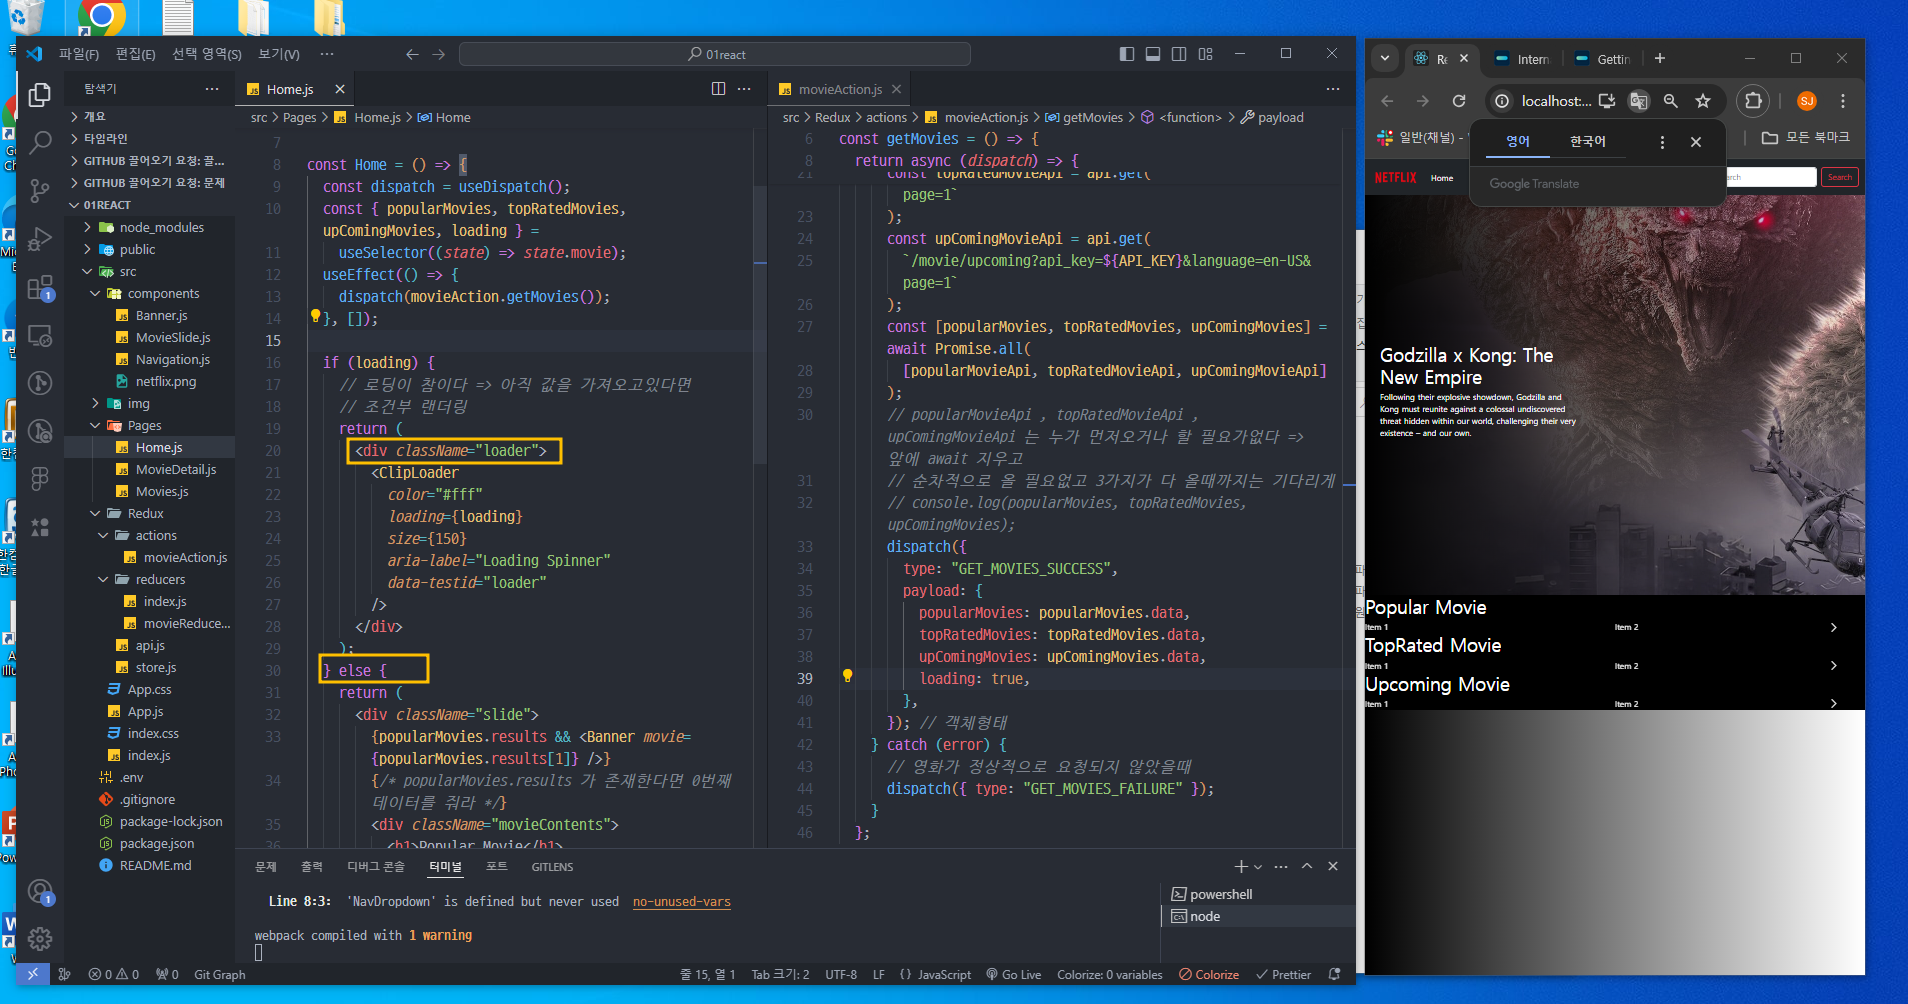 파일(F) 편집(E) 선택 영역(S) 보기(V) ···
01react
탐색기
개요
타임라인
GITHUB 끌어오기 요청: 끌...
GITHUB 끌어오기 요청: 문제
01REACT
node_modules
public
src
components
Banner.js
MovieSlide.js
Navigation.js
netflix.png
img
Pages
Home.js
MovieDetail.js
Movies.js
Redux
actions
movieAction.js
reducers
index.js
movieReduce...
api.js
store.js
App.css
App.js
index.css
index.js
.env
.gitignore
package-lock.json
package.json
README.md
Home.js
src > Pages > Home.js > Home
7
8 const Home = () => {
9 const dispatch = useDispatch();
10 const { popularMovies, topRatedMovies,
upComingMovies, loading } =
11 useSelector((state) => state.movie);
12 useEffect(() => {
13 dispatch(movieAction.getMovies());
14 }, []);
15
16 if (loading) {
17 // 로딩이 참이다 => 아직 값을 가져오고있다면
18 // 조건부 랜더링
19 return (
20 <div className="loader">
21 <ClipLoader
22 color="#fff"
23 loading={loading}
24 size={150}
25 aria-label="Loading Spinner"
26 data-testid="loader"
27 />
28 </div>
29 );
30 } else {
31 return (
32 <div className="slide">
33 {popularMovies.results && <Banner movie=
{popularMovies.results[1]} />}
34 {/* popularMovies.results 가 존재한다면 0번째
데이터를 줘라 */}
35 <div className="movieContents">
36 <h1>Popular Movie</h1>
movieAction.js
src > Redux > actions > movieAction.js > getMovies > <function> > payload
6 const getMovies = () => {
8 return async (dispatch) => {
21 const topRatedMovieApi = api.get(
page=1`
23 );
24 const upComingMovieApi = api.get(
25 `/movie/upcoming?api_key=${API_KEY}&language=en-US&
page=1`
26 );
27 const [popularMovies, topRatedMovies, upComingMovies] =
await Promise.all(
28 [popularMovieApi, topRatedMovieApi, upComingMovieApi]
29 );
30 // popularMovieApi , topRatedMovieApi ,
upComingMovieApi 는 누가 먼저오거나 할 필요가없다 =>
앞에 await 지우고
31 // 순차적으로 올 필요없고 3가지가 다 올때까지는 기다리게
32 // console.log(popularMovies, topRatedMovies,
upComingMovies);
33 dispatch({
34 type: "GET_MOVIES_SUCCESS",
35 payload: {
36 popularMovies: popularMovies.data,
37 topRatedMovies: topRatedMovies.data,
38 upComingMovies: upComingMovies.data,
39 loading: true,
40 },
41 }); // 객체형태
42 } catch (error) {
43 // 영화가 정상적으로 요청되지 않았을때
44 dispatch({ type: "GET_MOVIES_FAILURE" });
45 }
46 };
문제 출력 디버그 콘솔 터미널 포트 GITLENS
Line 8:3: 'NavDropdown' is defined but never used no-unused-vars
webpack compiled with 1 warning
powershell
node
0 0 0 Git Graph 줄 15, 열 1 Tab 크기: 2 UTF-8 LF {} JavaScript Go Live Colorize: 0 variables Colorize Prettier
Re Intern Gettin
localhost:... SJ
일반(채널) - 모든 북마크
영어 한국어
Google Translate
NETFLIX Home Search
Godzilla x Kong: The
New Empire
Following their explosive showdown, Godzilla and
Kong must reunite against a colossal undiscovered
threat hidden within our world, challenging their very
existence – and our own.
Popular Movie
Item 1 Item 2
TopRated Movie
Item 1 Item 2
Upcoming Movie
Item 1 Item 2